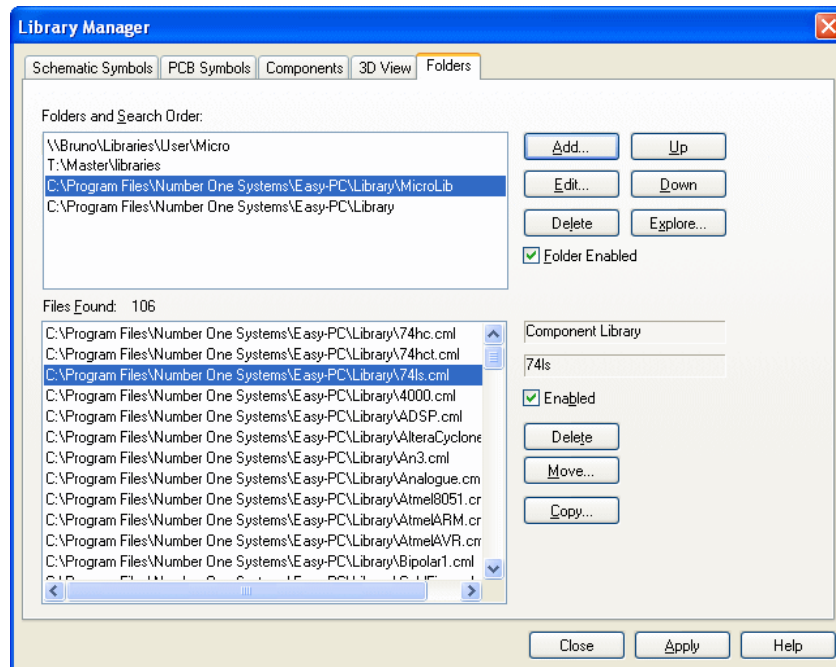 Library Manager
Schematic Symbols PCB Symbols Components 3D View Folders
Folders and Search Order:
\\Bruno\Libraries\User\Micro
T:\Master\libraries
C:\Program Files\Number One Systems\Easy-PC\Library\MicroLib
C:\Program Files\Number One Systems\Easy-PC\Library
Add... Up
Edit... Down
Delete Explore...
Folder Enabled
Files Found: 106
C:\Program Files\Number One Systems\Easy-PC\Library\74hc.cml
C:\Program Files\Number One Systems\Easy-PC\Library\74hct.cml
C:\Program Files\Number One Systems\Easy-PC\Library\74ls.cml
C:\Program Files\Number One Systems\Easy-PC\Library\4000.cml
C:\Program Files\Number One Systems\Easy-PC\Library\ADSP.cml
C:\Program Files\Number One Systems\Easy-PC\Library\AlteraCyclone
C:\Program Files\Number One Systems\Easy-PC\Library\An3.cml
C:\Program Files\Number One Systems\Easy-PC\Library\Analogue.cm
C:\Program Files\Number One Systems\Easy-PC\Library\Atmel8051.cr
C:\Program Files\Number One Systems\Easy-PC\Library\AtmelARM.cr
C:\Program Files\Number One Systems\Easy-PC\Library\AtmelAVR.cm
C:\Program Files\Number One Systems\Easy-PC\Library\Bipolar1.cml
Component Library
74ls
Enabled
Delete
Move...
Copy...
Close Apply Help